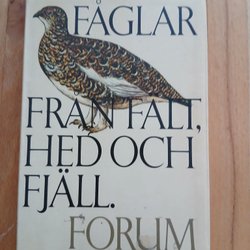 FÅGLAR
FRÅN FÄLT,
HED OCH
FJÄLL.
FORUM